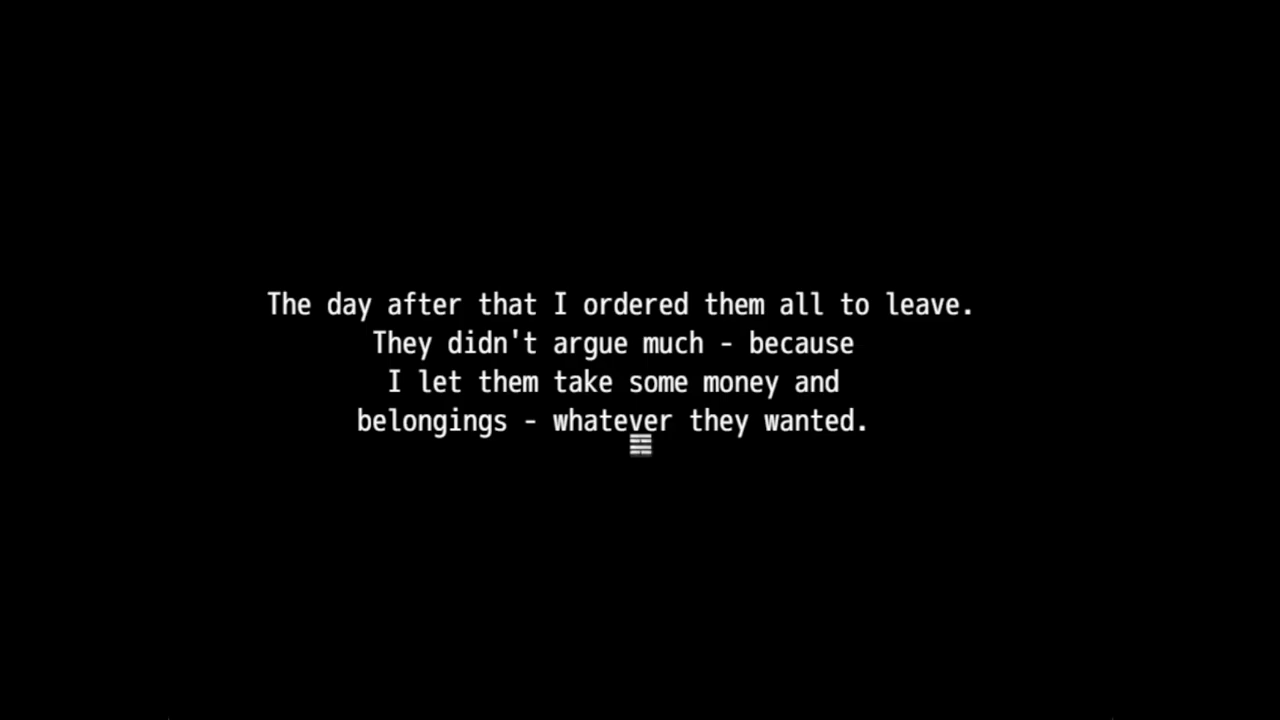 The day after that I ordered them all to leave.
They didn't argue much - because
I let them take some money and
belongings - whatever they wanted.